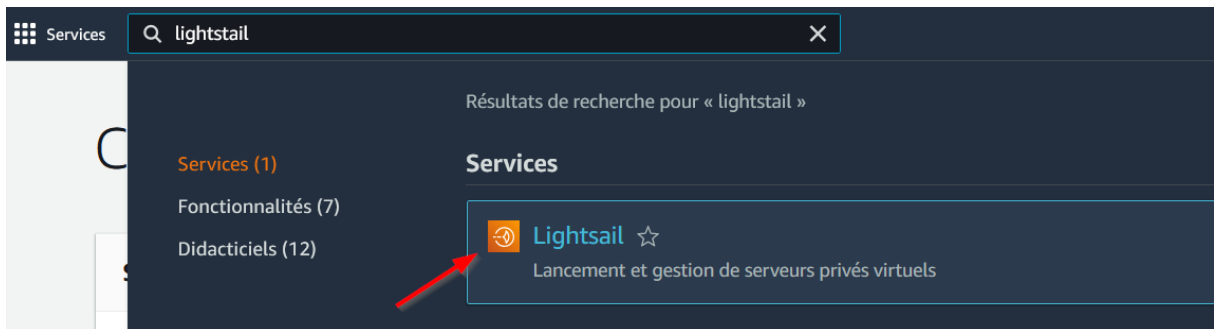 Services
lightstail
Résultats de recherche pour « lightstail »
C
Services (1)
Fonctionnalités (7)
Didacticiels (12)
Services
Lightsail
Lancement et gestion de serveurs privés virtuels